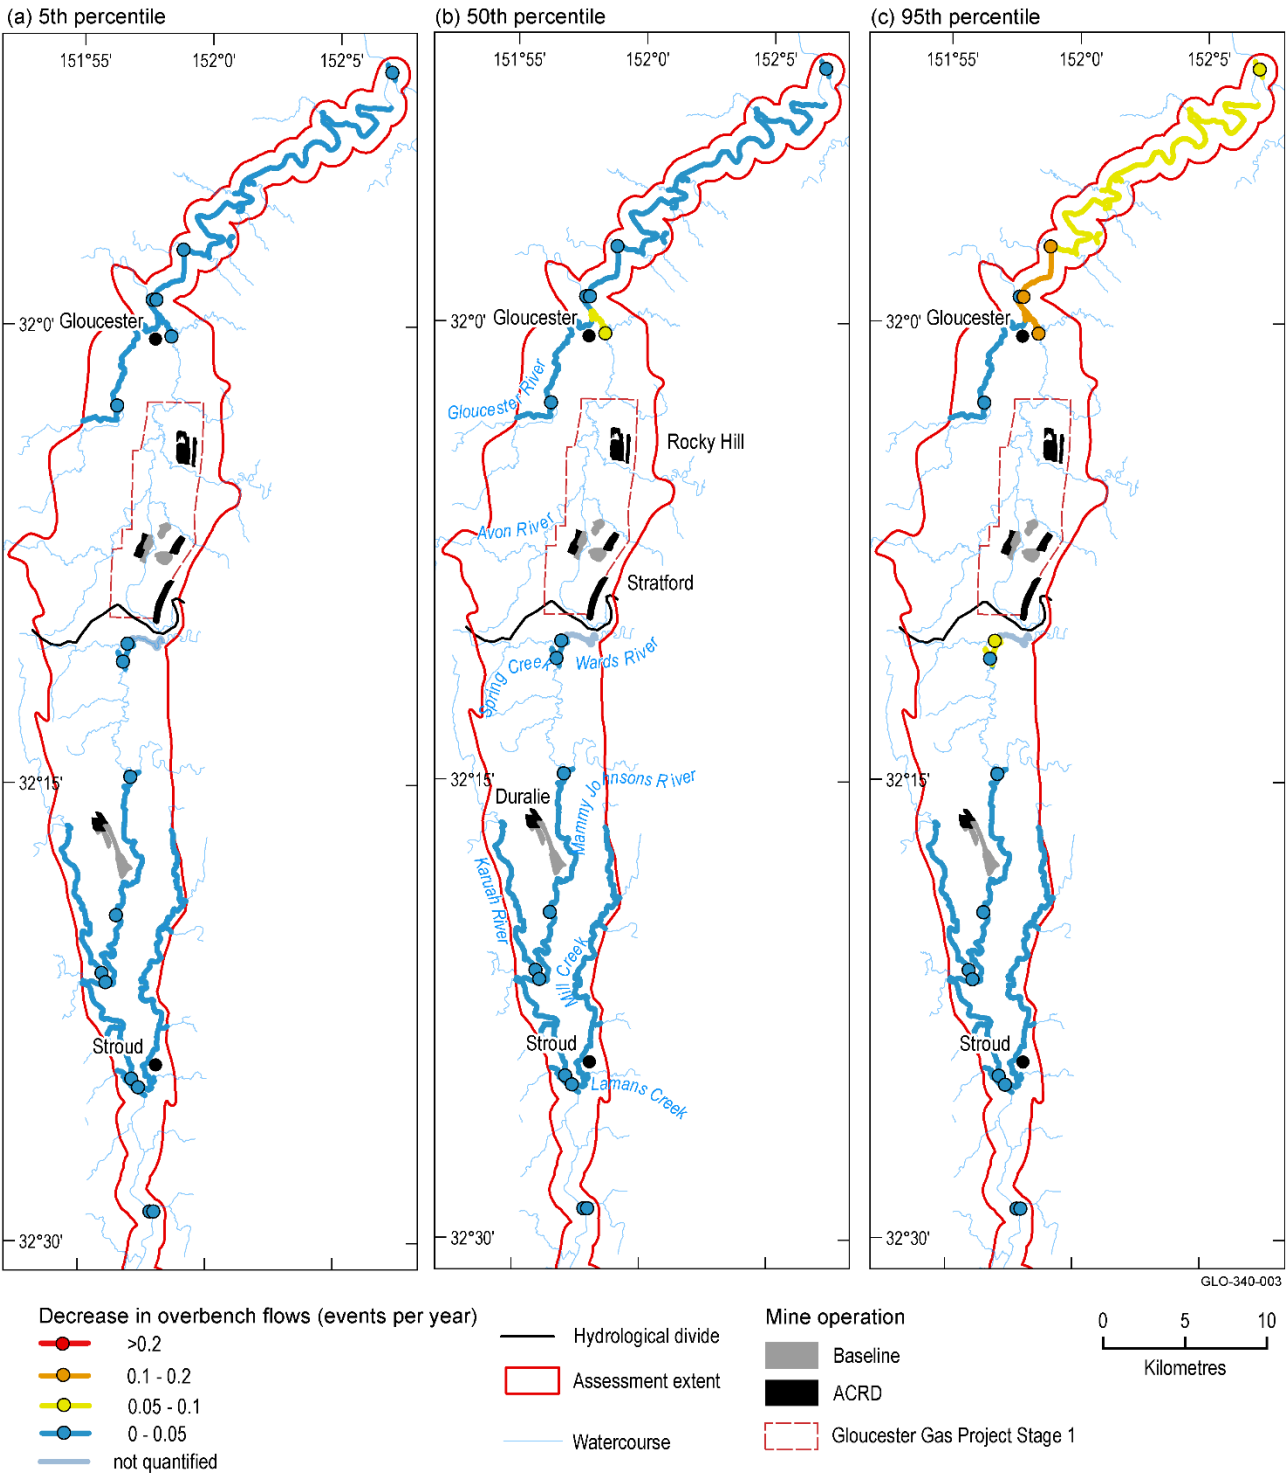 (a) 5th percentile
(b) 50th percentile
(c) 95th percentile
151°55'
152°0'
152°5'
151°55'
152°0'
152°5'
151°55'
152°0'
152°5'
32°0'
Gloucester
32°0'
Gloucester
32°0'
Gloucester
Gloucester River
Rocky Hill
Avon River
Stratford
Spring Creek
Wards River
32°15'
32°15'
32°15'
Mammy Johnsons River
Duralie
Karuah River
Mill Creek
Stroud
Stroud
Stroud
Lamans Creek
32°30'
32°30'
32°30'
GLO-340-003
Decrease in overbench flows (events per year)
>0.2
0.1 - 0.2
0.05 - 0.1
0 - 0.05
not quantified
Hydrological divide
Assessment extent
Watercourse
Mine operation
Baseline
ACRD
Gloucester Gas Project Stage 1
0
5
10
Kilometres